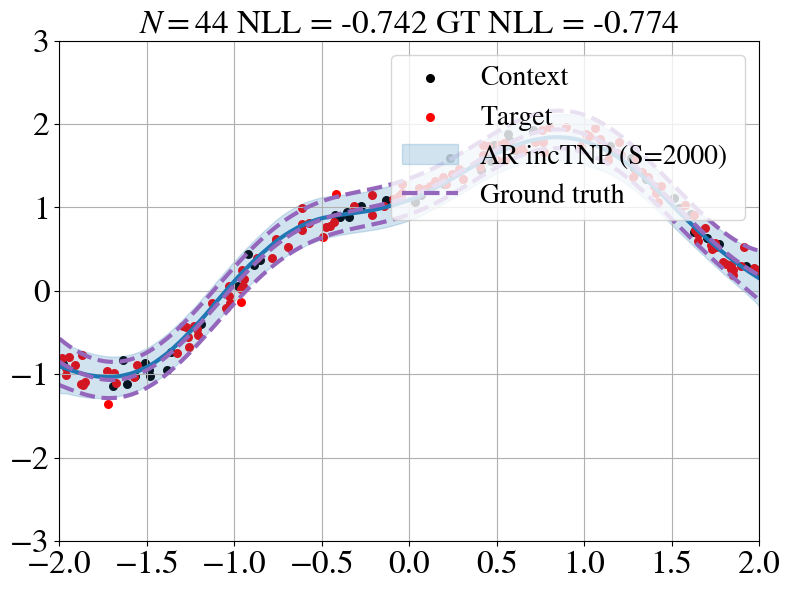 N = 44 NLL = -0.742 GT NLL = -0.774
3
2
1
0
−1
−2
−3
Context
Target
AR incTNP (S=2000)
Ground truth
−2.0 −1.5 −1.0 −0.5 0.0 0.5 1.0 1.5 2.0